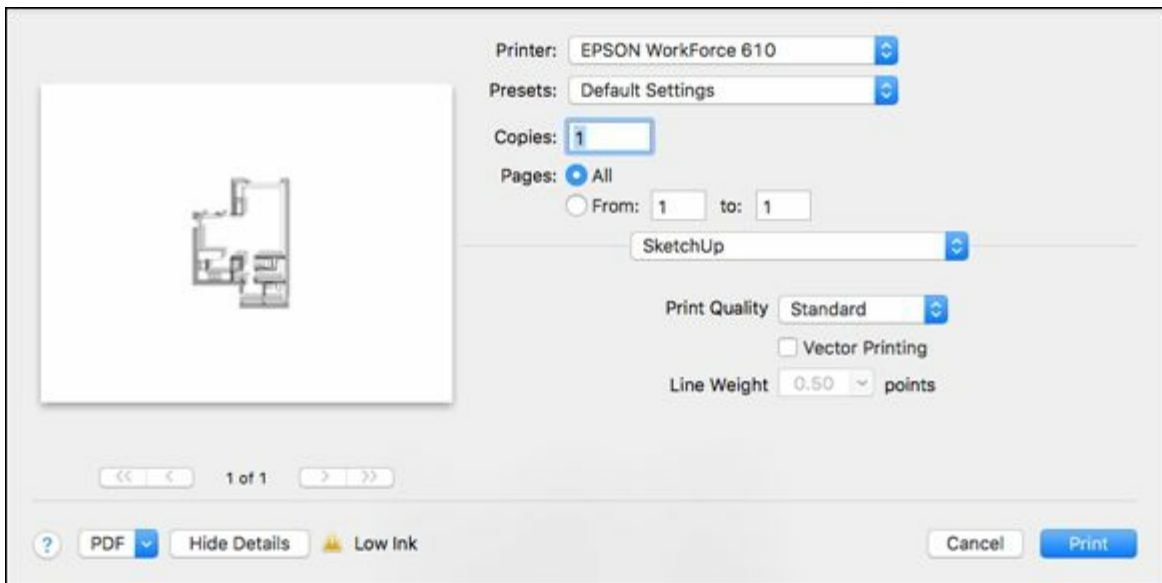 Printer: EPSON WorkForce 610
Presets: Default Settings
Copies: 1
Pages: All
From: 1 to: 1
SketchUp
Print Quality Standard
Vector Printing
Line Weight 0.50 points
<< < 1 of 1 > >>
? PDF Hide Details Low Ink Cancel Print